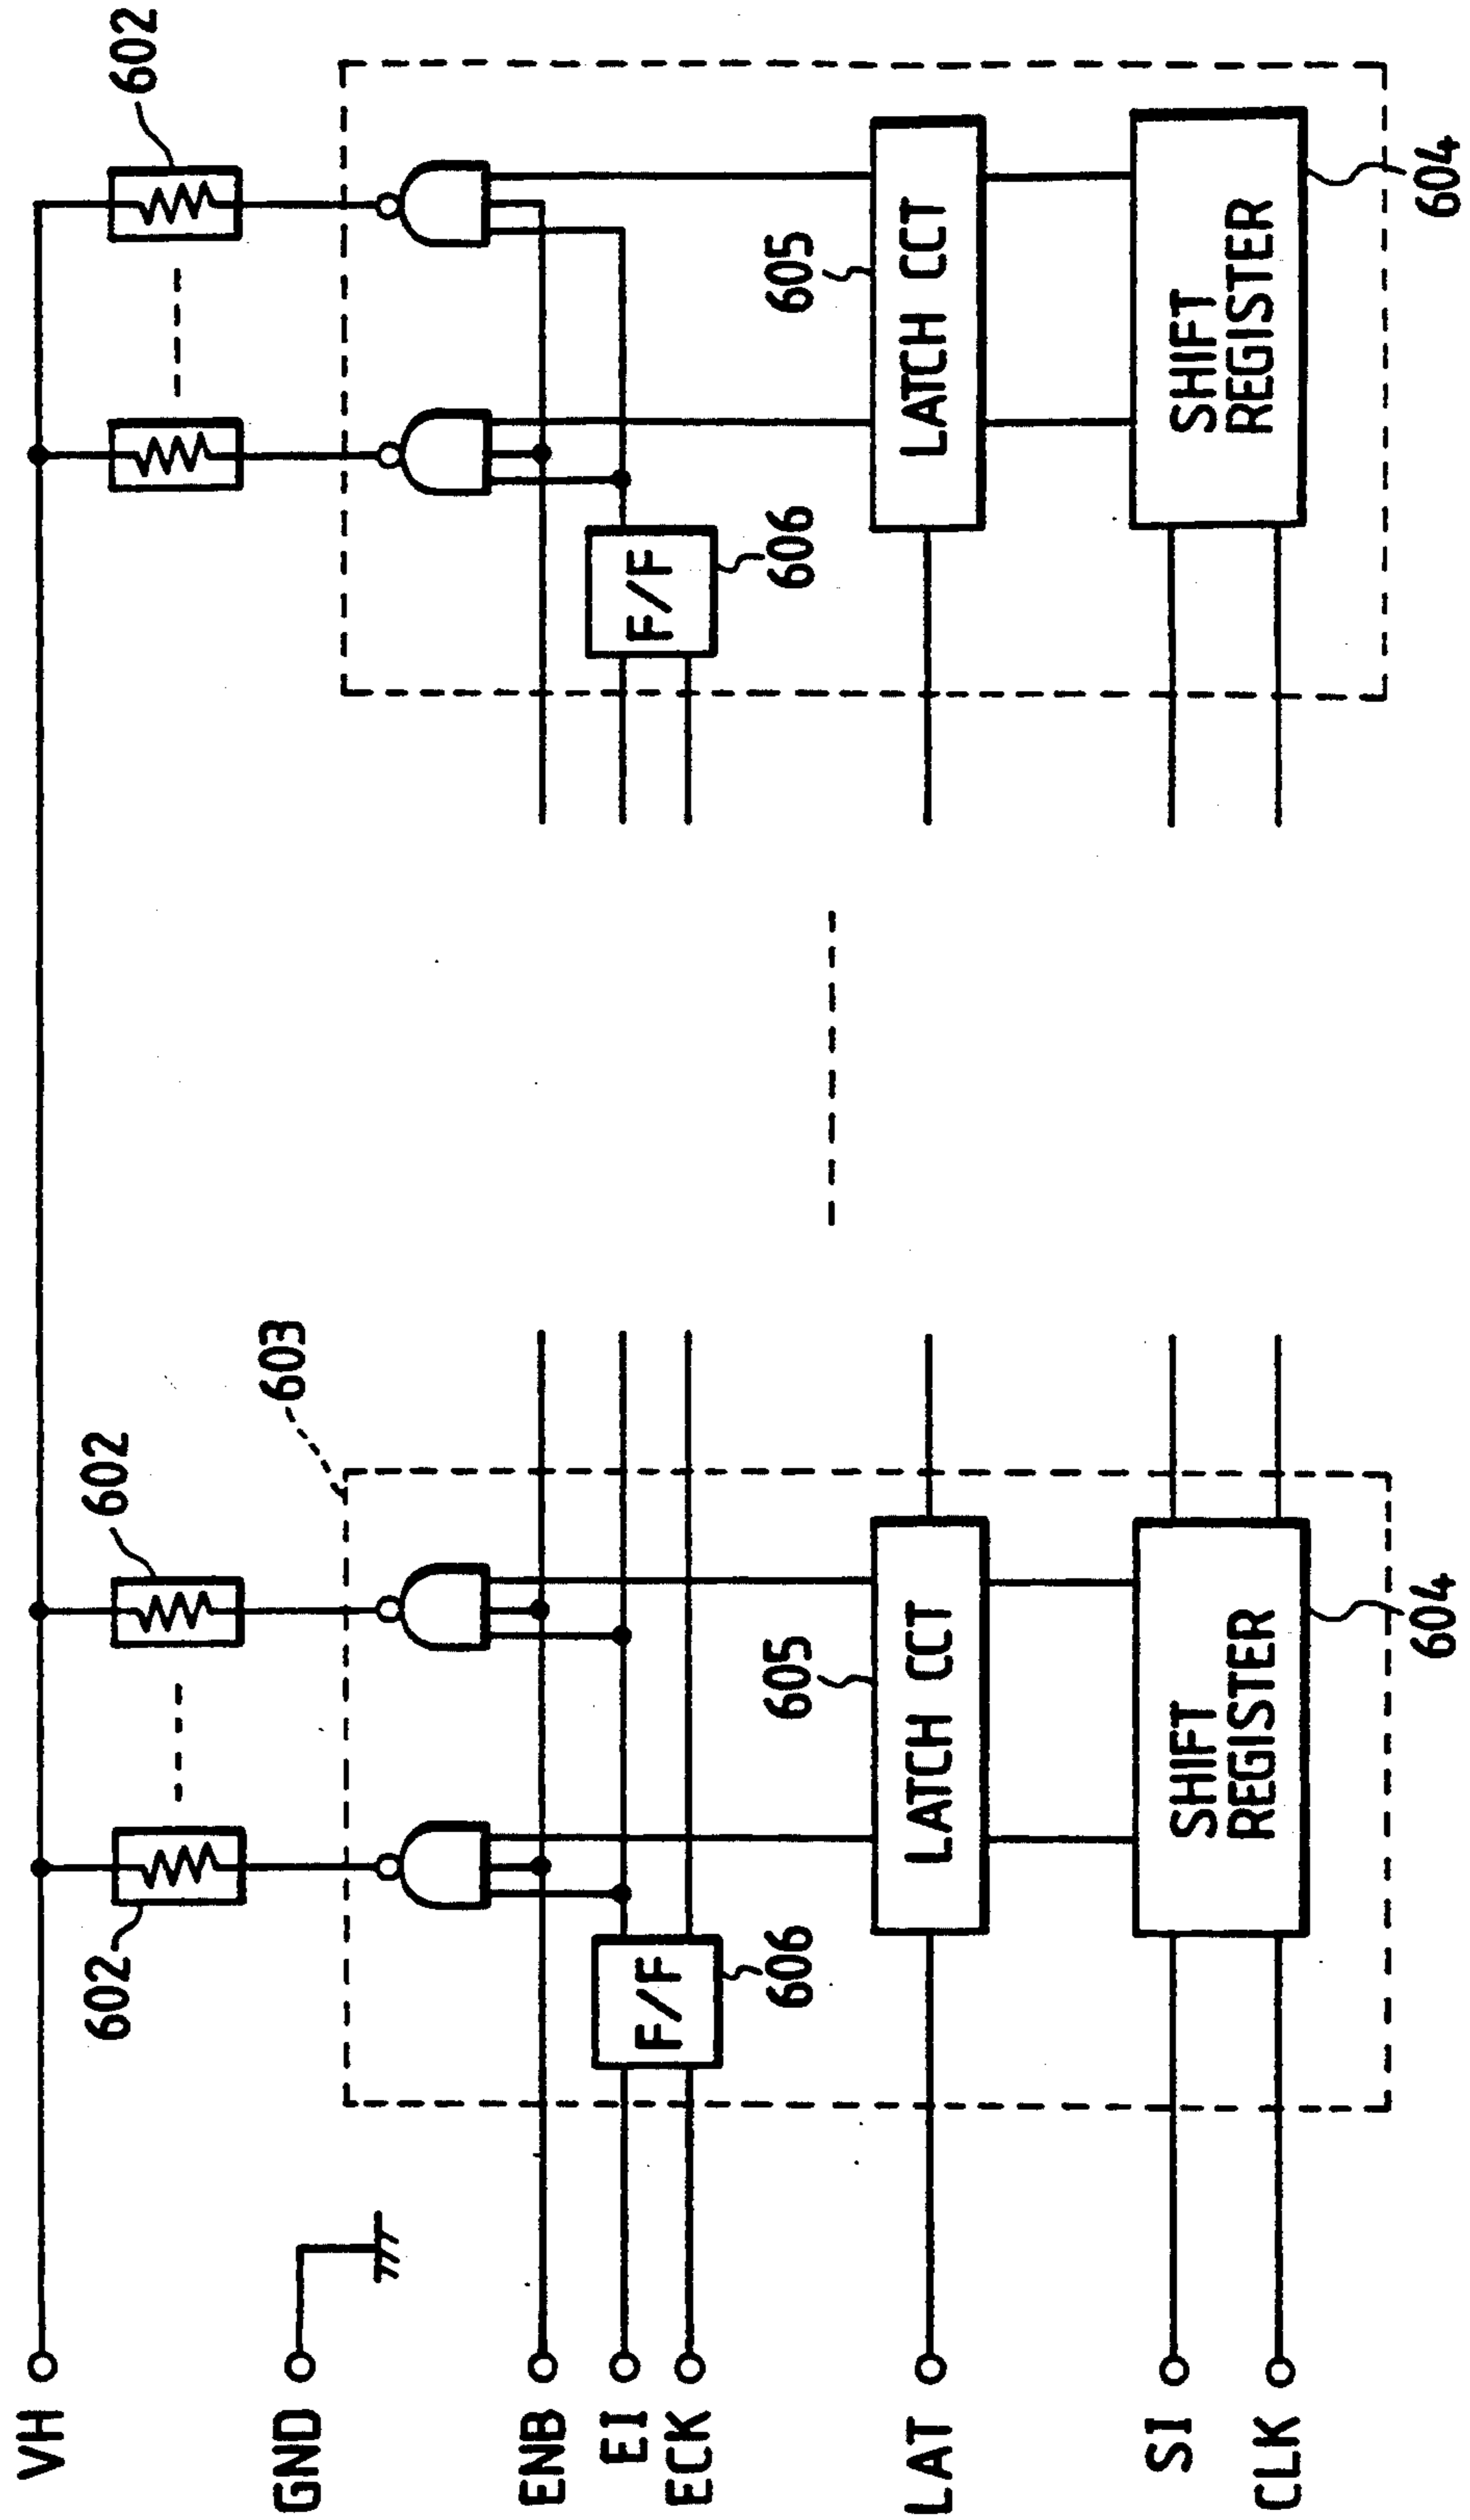 VH
GND
ENB
EI
ECK
LAT
SI
CLK
602
602
603
602
F/F
606
605
LATCH CCT
SHIFT
REGISTER
604
F/F
606
605
LATCH CCT
SHIFT
REGISTER
604